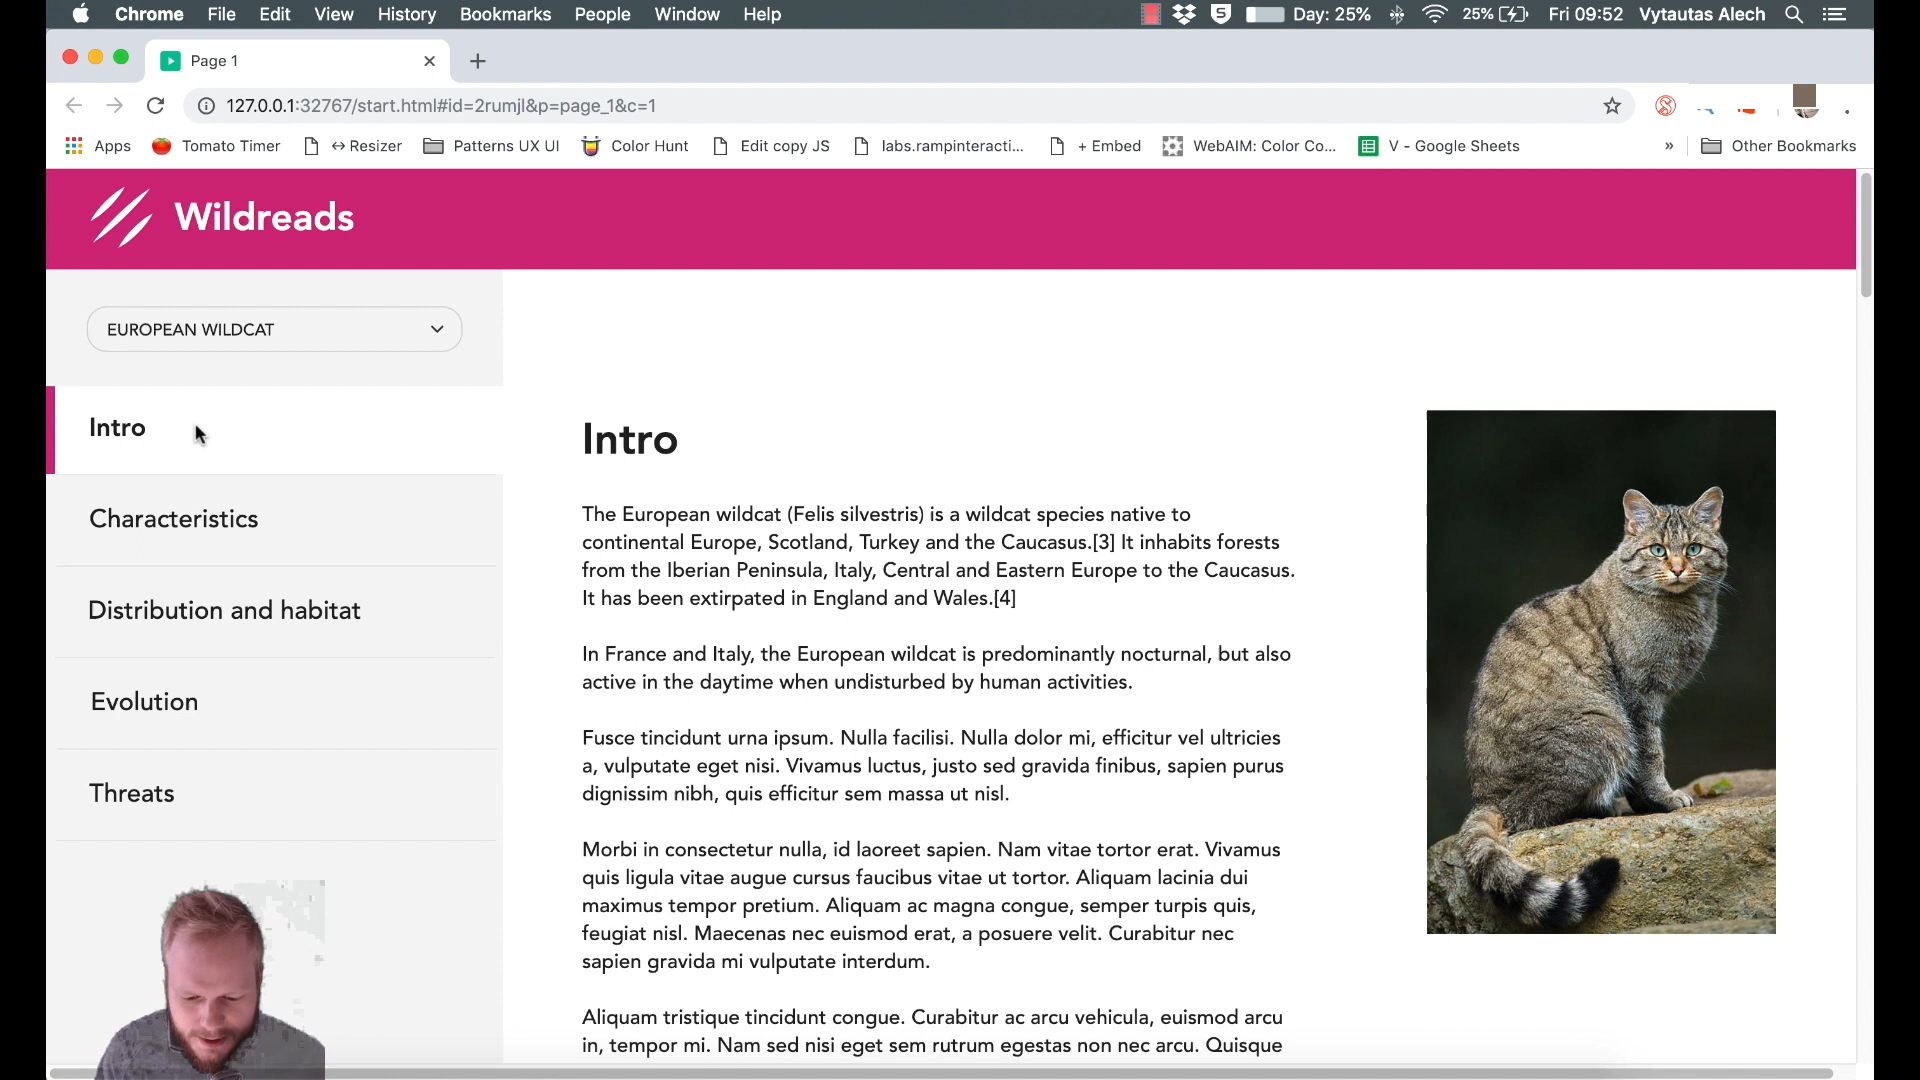 Chrome File Edit View History Bookmarks People Window Help 5 Day: 25% 25% Fri 09:52 Vytautas Alech
Page 1
127.0.0.1:32767/start.html#id=2rumjl&p=page_1&c=1
Apps Tomato Timer ↔Resizer Patterns UX UI Color Hunt Edit copy JS labs.rampinteracti... + Embed WebAIM: Color Co... V - Google Sheets » Other Bookmarks
Wildreads
EUROPEAN WILDCAT
Intro
Characteristics
Distribution and habitat
Evolution
Threats
Intro
The European wildcat (Felis silvestris) is a wildcat species native to
continental Europe, Scotland, Turkey and the Caucasus.[3] It inhabits forests
from the Iberian Peninsula, Italy, Central and Eastern Europe to the Caucasus.
It has been extirpated in England and Wales.[4]
In France and Italy, the European wildcat is predominantly nocturnal, but also
active in the daytime when undisturbed by human activities.
Fusce tincidunt urna ipsum. Nulla facilisi. Nulla dolor mi, efficitur vel ultricies
a, vulputate eget nisi. Vivamus luctus, justo sed gravida finibus, sapien purus
dignissim nibh, quis efficitur sem massa ut nisl.
Morbi in consectetur nulla, id laoreet sapien. Nam vitae tortor erat. Vivamus
quis ligula vitae augue cursus faucibus vitae ut tortor. Aliquam lacinia dui
maximus tempor pretium. Aliquam ac magna congue, semper turpis quis,
feugiat nisl. Maecenas nec euismod erat, a posuere velit. Curabitur nec
sapien gravida mi vulputate interdum.
Aliquam tristique tincidunt congue. Curabitur ac arcu vehicula, euismod arcu
in, tempor mi. Nam sed nisi eget sem rutrum egestas non nec arcu. Quisque